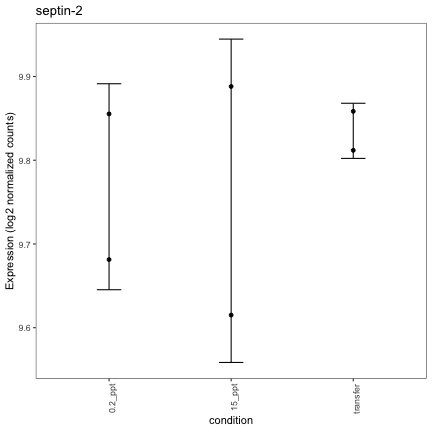 septin-2
Expression (log2 normalized counts)
9.9
9.8
9.7
9.6
0.2_ppt
15_ppt
transfer
condition